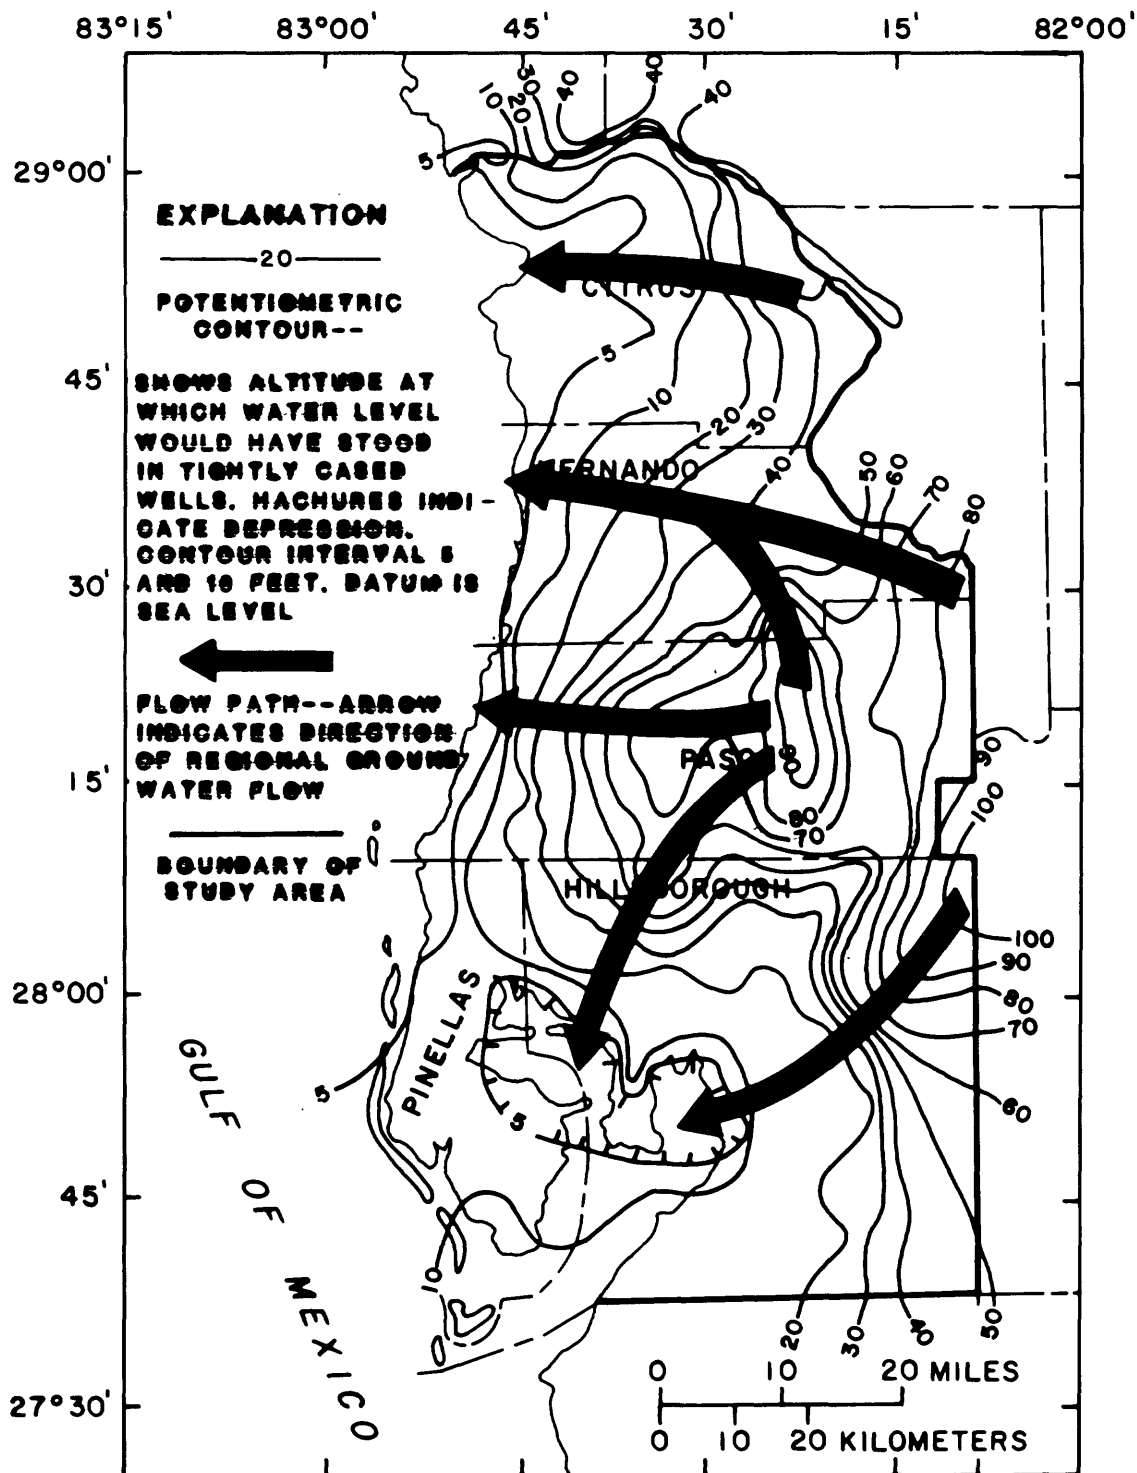 83°15' 83°00' 45' 30' 15' 82°00'
40
30
40
40
10
20
5
29°00'
EXPLANATION
20
CITRUS
POTENTIOMETRIC
CONTOUR--
5
45'
SHOWS ALTITUDE AT
WHICH WATER LEVEL
WOULD HAVE STOOD
IN TIGHTLY CASED
WELLS. HACHURES INDI-
CATE DEPRESSION.
CONTOUR INTERVAL 5
AND 10 FEET. DATUM IS
SEA LEVEL
10
20
30
HERNANDO
40
50
60
70
80
30'
FLOW PATH--ARROW
INDICATES DIRECTION
OF REGIONAL GROUND
WATER FLOW
PASCO
80
90
15'
100
80
70
BOUNDARY OF
STUDY AREA
HILLSBOROUGH
100
90
80
70
28°00'
PINELLAS
GULF OF MEXICO
5
5
60
45'
10
20
30
40
50
27°30'
0 10 20 MILES
0 10 20 KILOMETERS